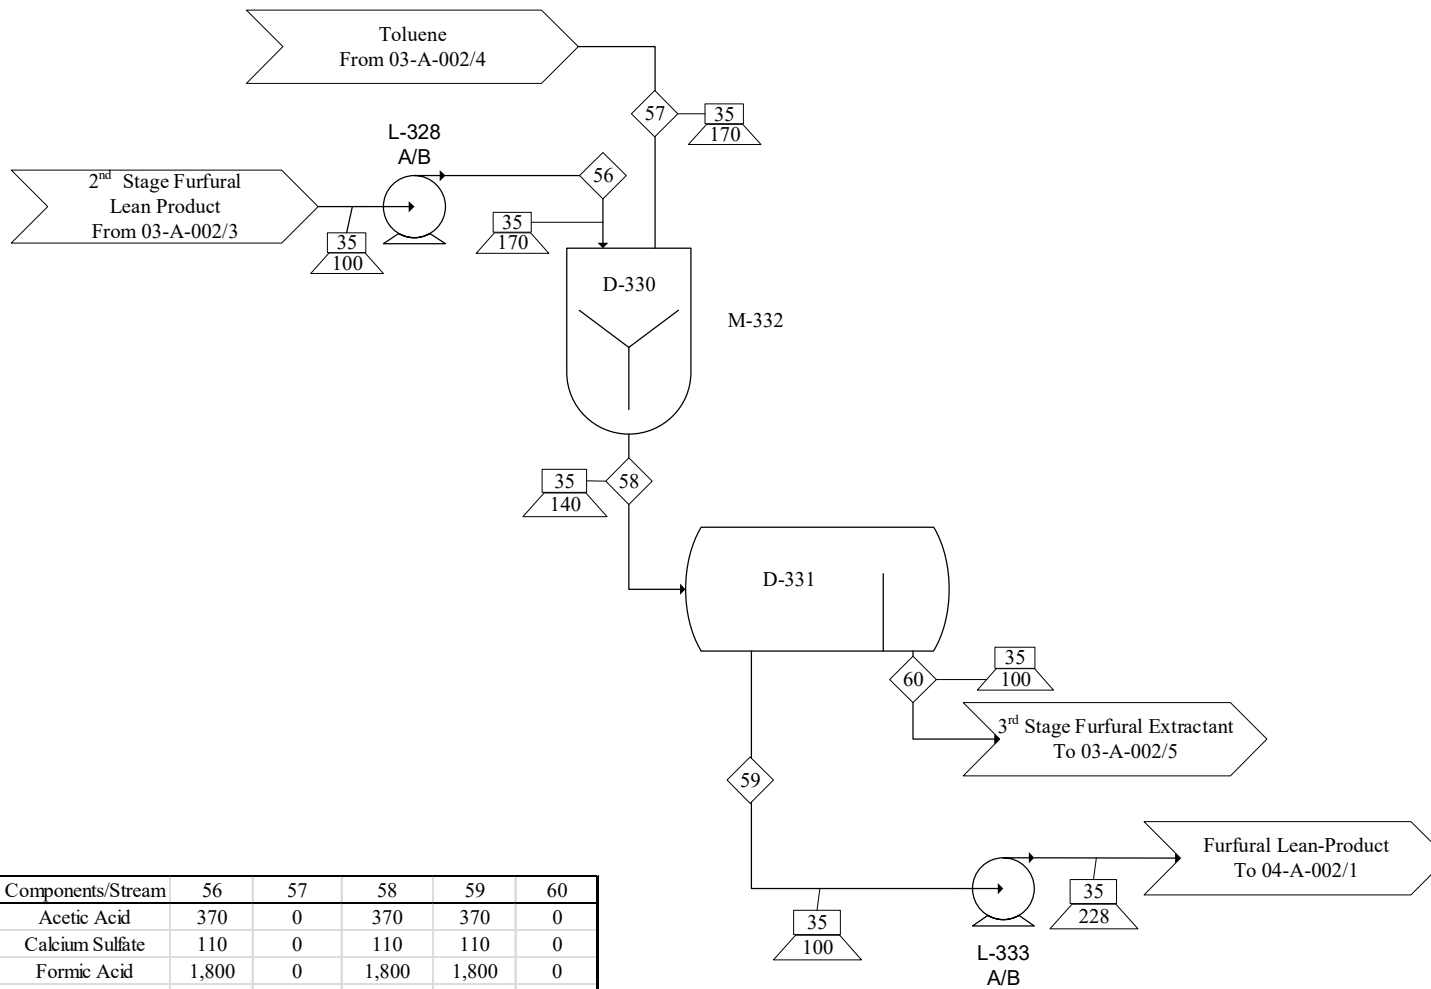 Toluene
From 03-A-002/4
57
35
170
L-328
A/B
56
2nd Stage Furfural
Lean Product
From 03-A-002/3
35
100
35
170
D-330
M-332
35
140
58
D-331
60
35
100
3rd Stage Furfural Extractant
To 03-A-002/5
59
Furfural Lean-Product
To 04-A-002/1
35
100
35
228
L-333
A/B
Components/Stream 56 57 58 59 60
Acetic Acid 370 0 370 370 0
Calcium Sulfate 110 0 110 110 0
Formic Acid 1,800 0 1,800 1,800 0